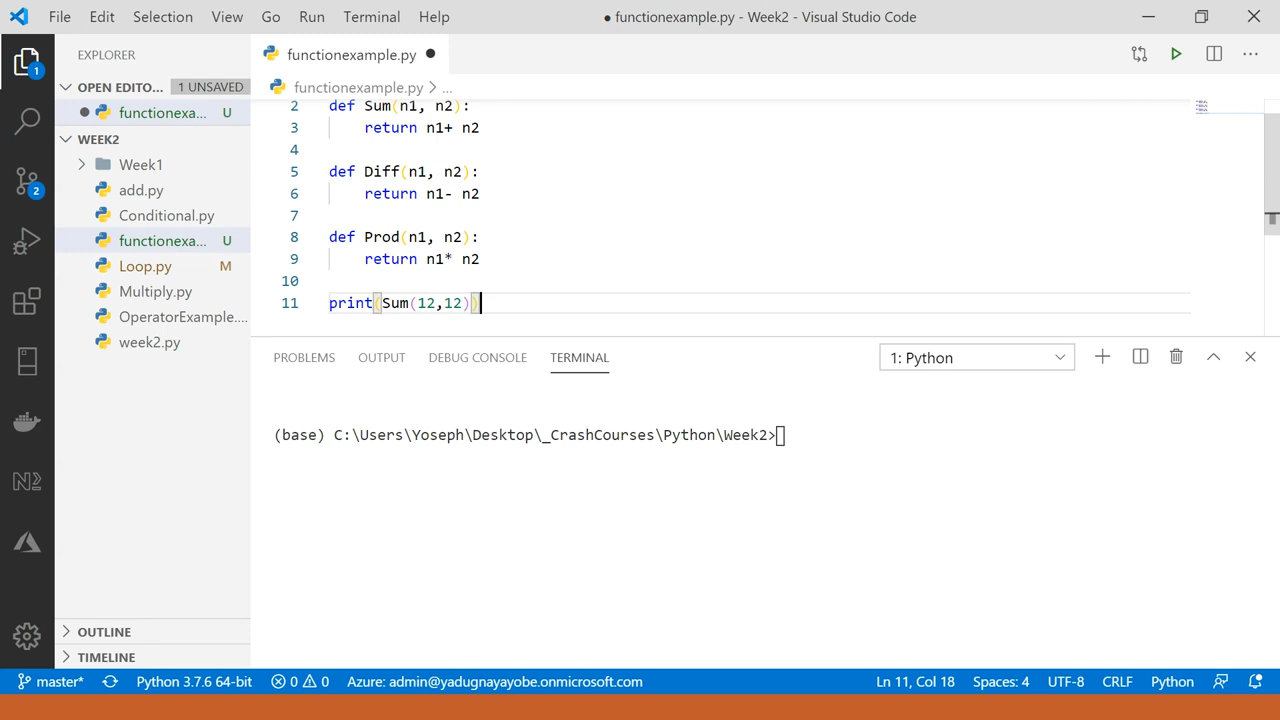 File Edit Selection View Go Run Terminal Help ● functionexample.py - Week2 - Visual Studio Code
EXPLORER
functionexample.py ●
OPEN EDITO... 1 UNSAVED
functionexample.py > ...
● functionexa... U
WEEK2
Week1
add.py
Conditional.py
functionexa... U
Loop.py M
Multiply.py
OperatorExample....
week2.py
2 def Sum(n1, n2):
3 return n1+ n2
4
5 def Diff(n1, n2):
6 return n1- n2
7
8 def Prod(n1, n2):
9 return n1* n2
10
11 print(Sum(12,12))
PROBLEMS OUTPUT DEBUG CONSOLE TERMINAL 1: Python
(base) C:\Users\Yoseph\Desktop\_CrashCourses\Python\Week2>
1
2
OUTLINE
TIMELINE
master* Python 3.7.6 64-bit 0 0 Azure: admin@yadugnayayobe.onmicrosoft.com Ln 11, Col 18 Spaces: 4 UTF-8 CRLF Python